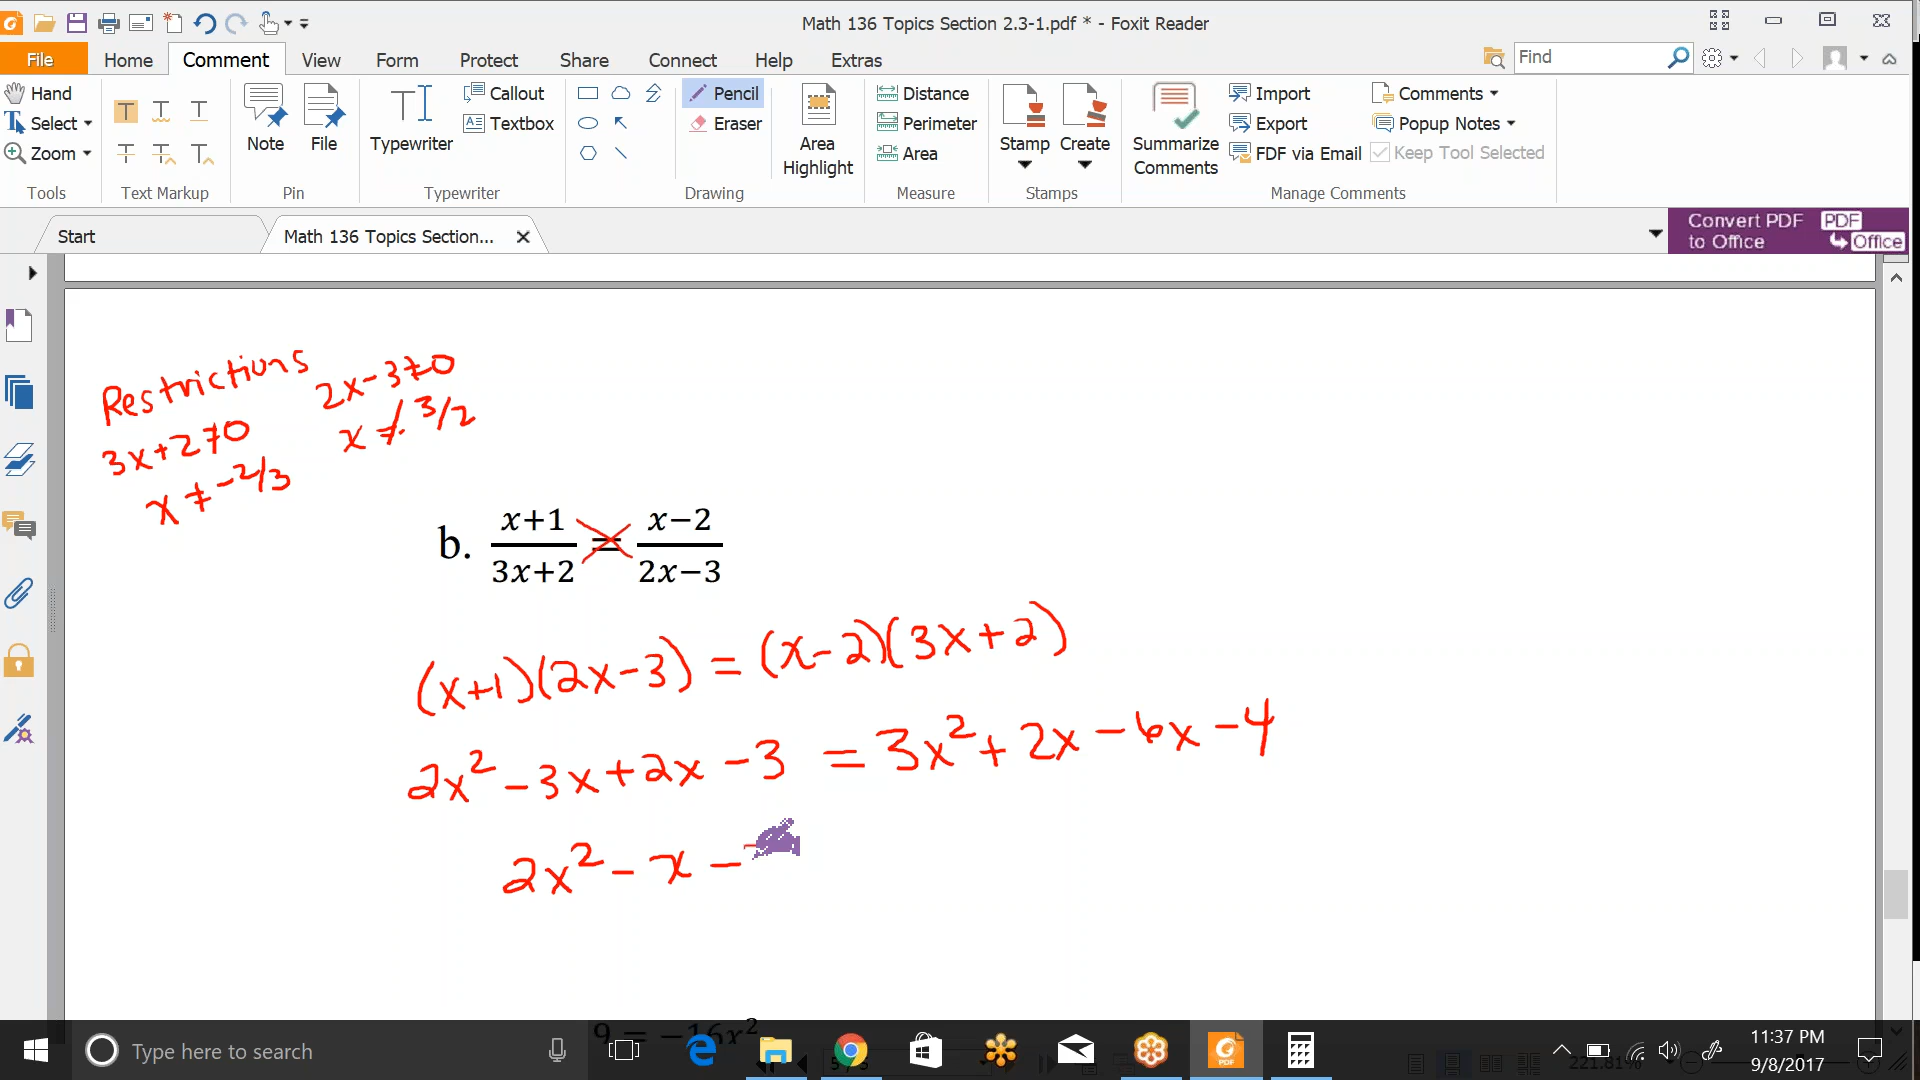 Math 136 Topics Section 2.3-1.pdf * - Foxit Reader
File Home Comment View Form Protect Share Connect Help Extras Find
Hand
Select
Zoom
Tools
T T T
T T T
Text Markup
Note File
Pin
Typewriter
Callout
Textbox
Typewriter
Pencil
Eraser
Area Highlight
Drawing
Distance
Perimeter
Area
Measure
Stamp Create
Stamps
Summarize Comments
Import
Export
FDF via Email
Comments
Popup Notes
Keep Tool Selected
Manage Comments
Start
Math 136 Topics Section...
Convert PDF to Office
PDF
Office
Restrictions
3x+2≠0
x ≠ -2/3
2x-3≠0
x ≠ 3/2
b. x+1/3x+2 = x−2/2x−3
(x+1)(2x-3) = (x-2)(3x+2)
2x² - 3x + 2x - 3 = 3x² + 2x - 6x - 4
2x² - x -
9 = −16x²
Type here to search
PDF
221.81%
11:37 PM
9/8/2017